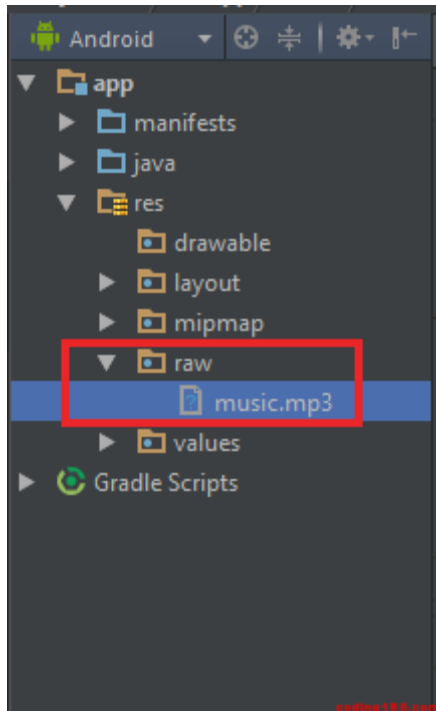 Android
app
manifests
java
res
drawable
layout
mipmap
raw
music.mp3
values
Gradle Scripts